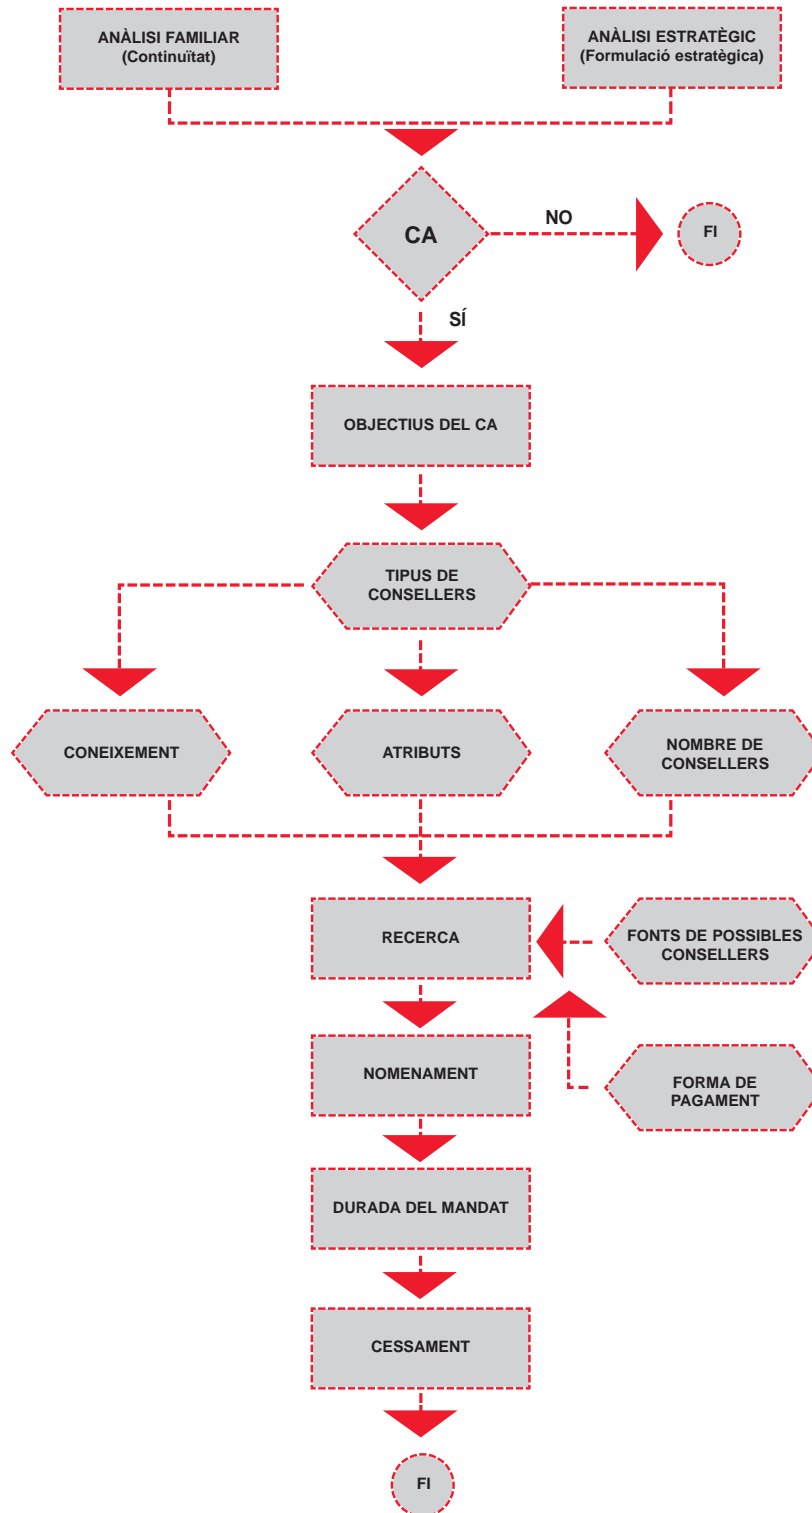 ANÀLISI FAMILIAR
(Continuïtat)
ANÀLISI ESTRATÈGIC
(Formulació estratègica)
CA
NO
FI
SÍ
OBJECTIUS DEL CA
TIPUS DE
CONSELLERS
CONEIXEMENT
ATRIBUTS
NOMBRE DE
CONSELLERS
RECERCA
FONTS DE POSSIBLES
CONSELLERS
NOMENAMENT
FORMA DE
PAGAMENT
DURADA DEL MANDAT
CESSAMENT
FI